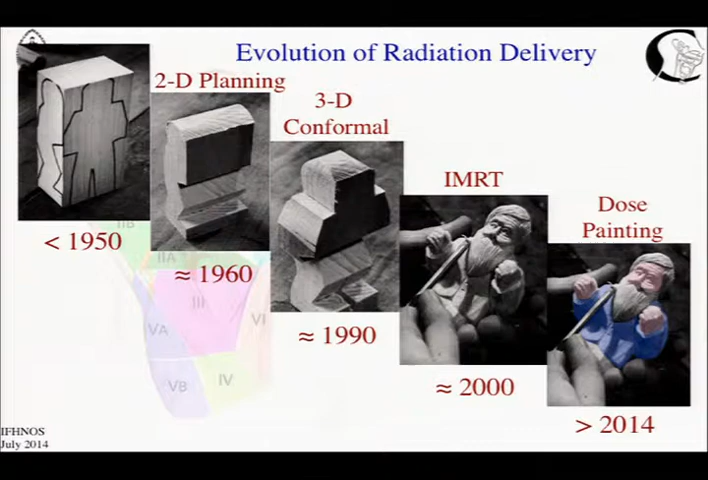 Evolution of Radiation Delivery
2-D Planning
3-D
Conformal
IMRT
Dose
Painting
< 1950
≈ 1960
≈ 1990
≈ 2000
> 2014
IIB
IIA
III
VI
VA
IV
VB
IFHNOS
July 2014